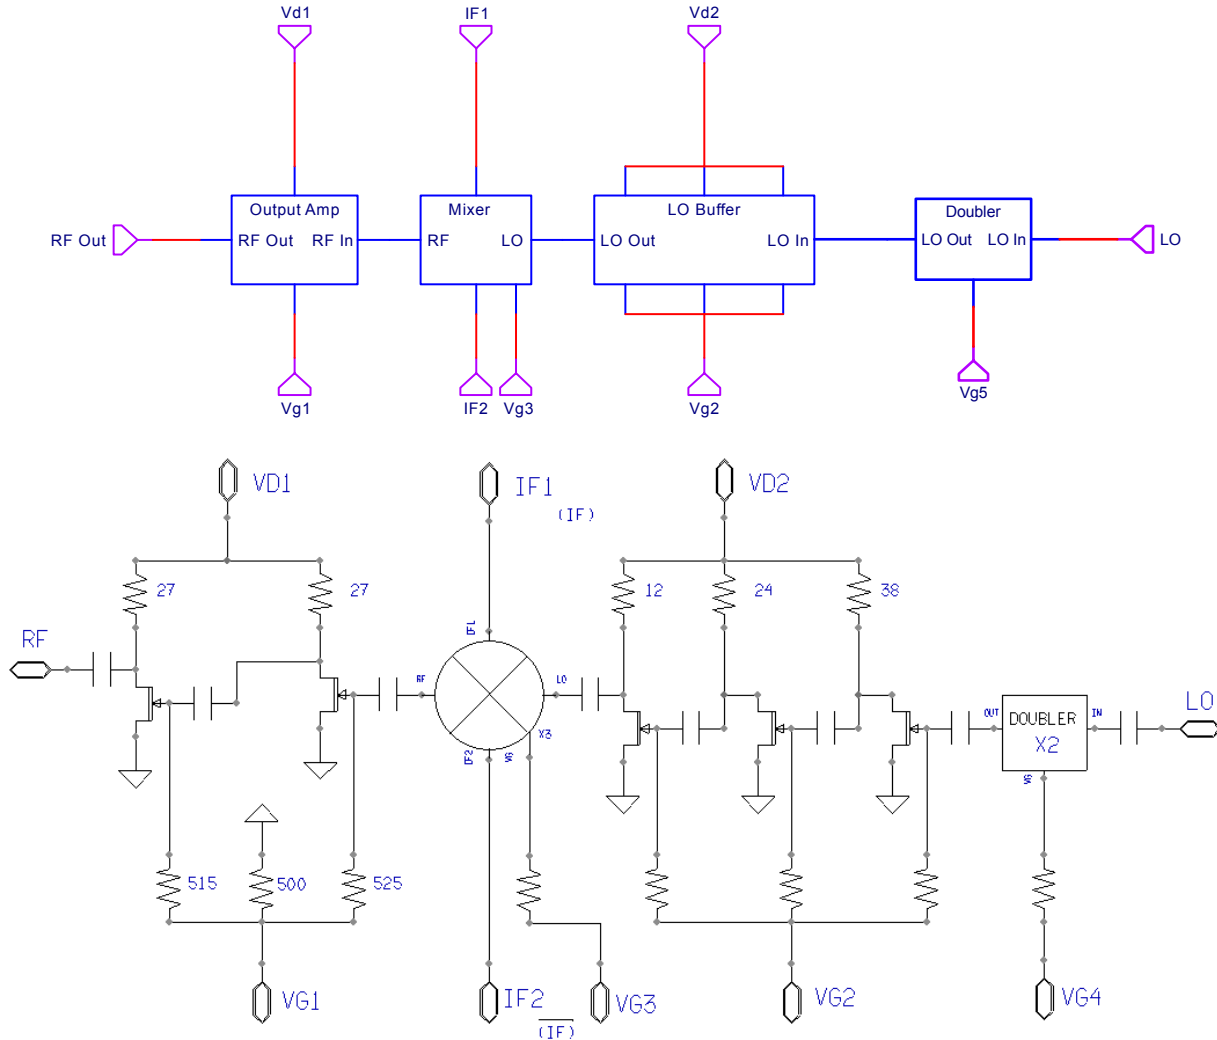 Vd1 IF1 Vd2
Output Amp Mixer LO Buffer Doubler
RF Out RF Out RF In RF LO LO Out LO In LO Out LO In LO
Vg1 IF2 Vg3 Vg2 Vg5
VD1 IF1 VD2
(IF)
27 27 12 24 38
IF1
RF
RF LO LO
OUT DOUBLER IN
X2
X3
IF2 VG VG
515 500 525
VG1 IF2 VG3 VG2 VG4
(IF)